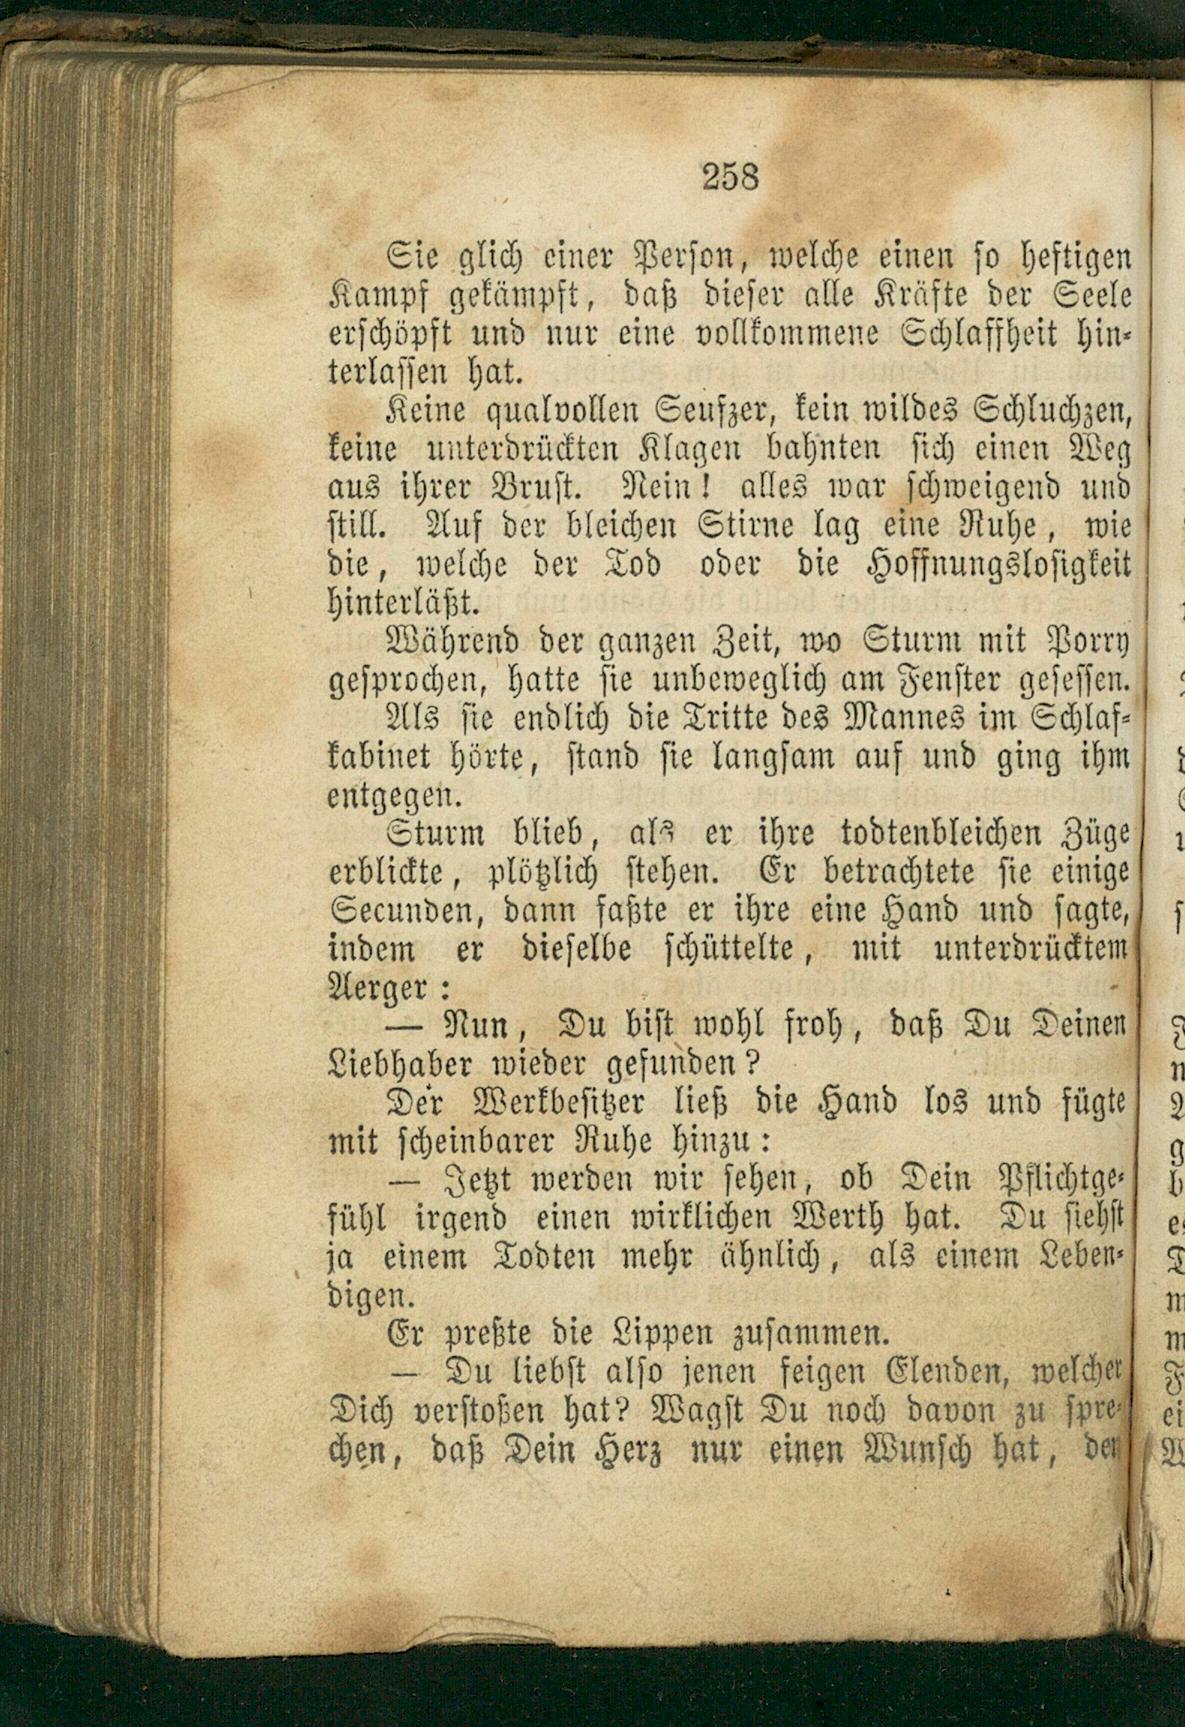 258
Sie glich einer Person, welche einen so heftigen
Kampf gekämpft, daß dieser alle Kräfte der Seele
erschöpft und nur eine vollkommene Schlaffheit hin-
terlassen hat.
Keine qualvollen Seufzer, kein wildes Schluchzen,
keine unterdrückten Klagen bahnten sich einen Weg
aus ihrer Brust. Nein! alles war schweigend und
still. Auf der bleichen Stirne lag eine Ruhe, wie
die, welche der Tod oder die Hoffnungslosigkeit
hinterläßt.
Während der ganzen Zeit, wo Sturm mit Porry
gesprochen, hatte sie unbeweglich am Fenster gesessen.
Als sie endlich die Tritte des Mannes im Schlaf-
kabinet hörte, stand sie langsam auf und ging ihm
entgegen.
Sturm blieb, als er ihre todtenbleichen Züge
erblickte, plötzlich stehen. Er betrachtete sie einige
Secunden, dann faßte er ihre eine Hand und sagte,
indem er dieselbe schüttelte, mit unterdrücktem
Aerger:
— Nun, Du bist wohl froh, daß Du Deinen
Liebhaber wieder gefunden?
Der Werkbesitzer ließ die Hand los und fügte
mit scheinbarer Ruhe hinzu:
— Jetzt werden wir sehen, ob Dein Pflichtge-
fühl irgend einen wirklichen Werth hat. Du siehst
ja einem Todten mehr ähnlich, als einem Leben-
digen.
Er preßte die Lippen zusammen.
— Du liebst also jenen feigen Elenden, welcher
Dich verstoßen hat? Wagst Du noch davon zu spre-
chen, daß Dein Herz nur einen Wunsch hat, den